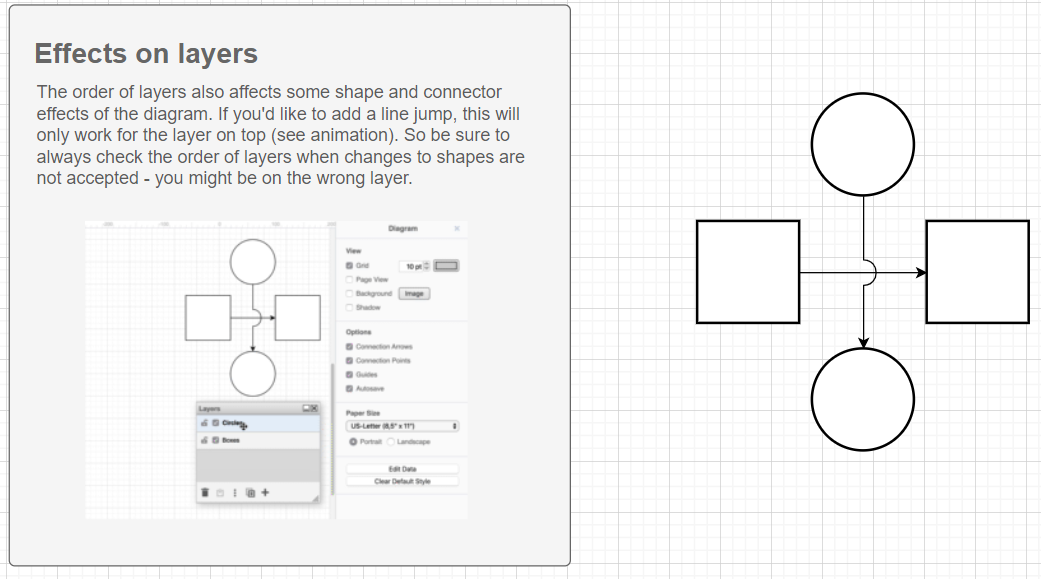 Effects on layers
The order of layers also affects some shape and connector
effects of the diagram. If you'd like to add a line jump, this will
only work for the layer on top (see animation). So be sure to
always check the order of layers when changes to shapes are
not accepted - you might be on the wrong layer.
Diagram
View
Grid 10 pt
Page View
Background Image
Shadow
Options
Connection Arrows
Connection Points
Guides
Autosave
Layers
Circles
Boxes
Paper Size
US-Letter (8,5" x 11")
Portrait Landscape
Edit Data
Clear Default Style